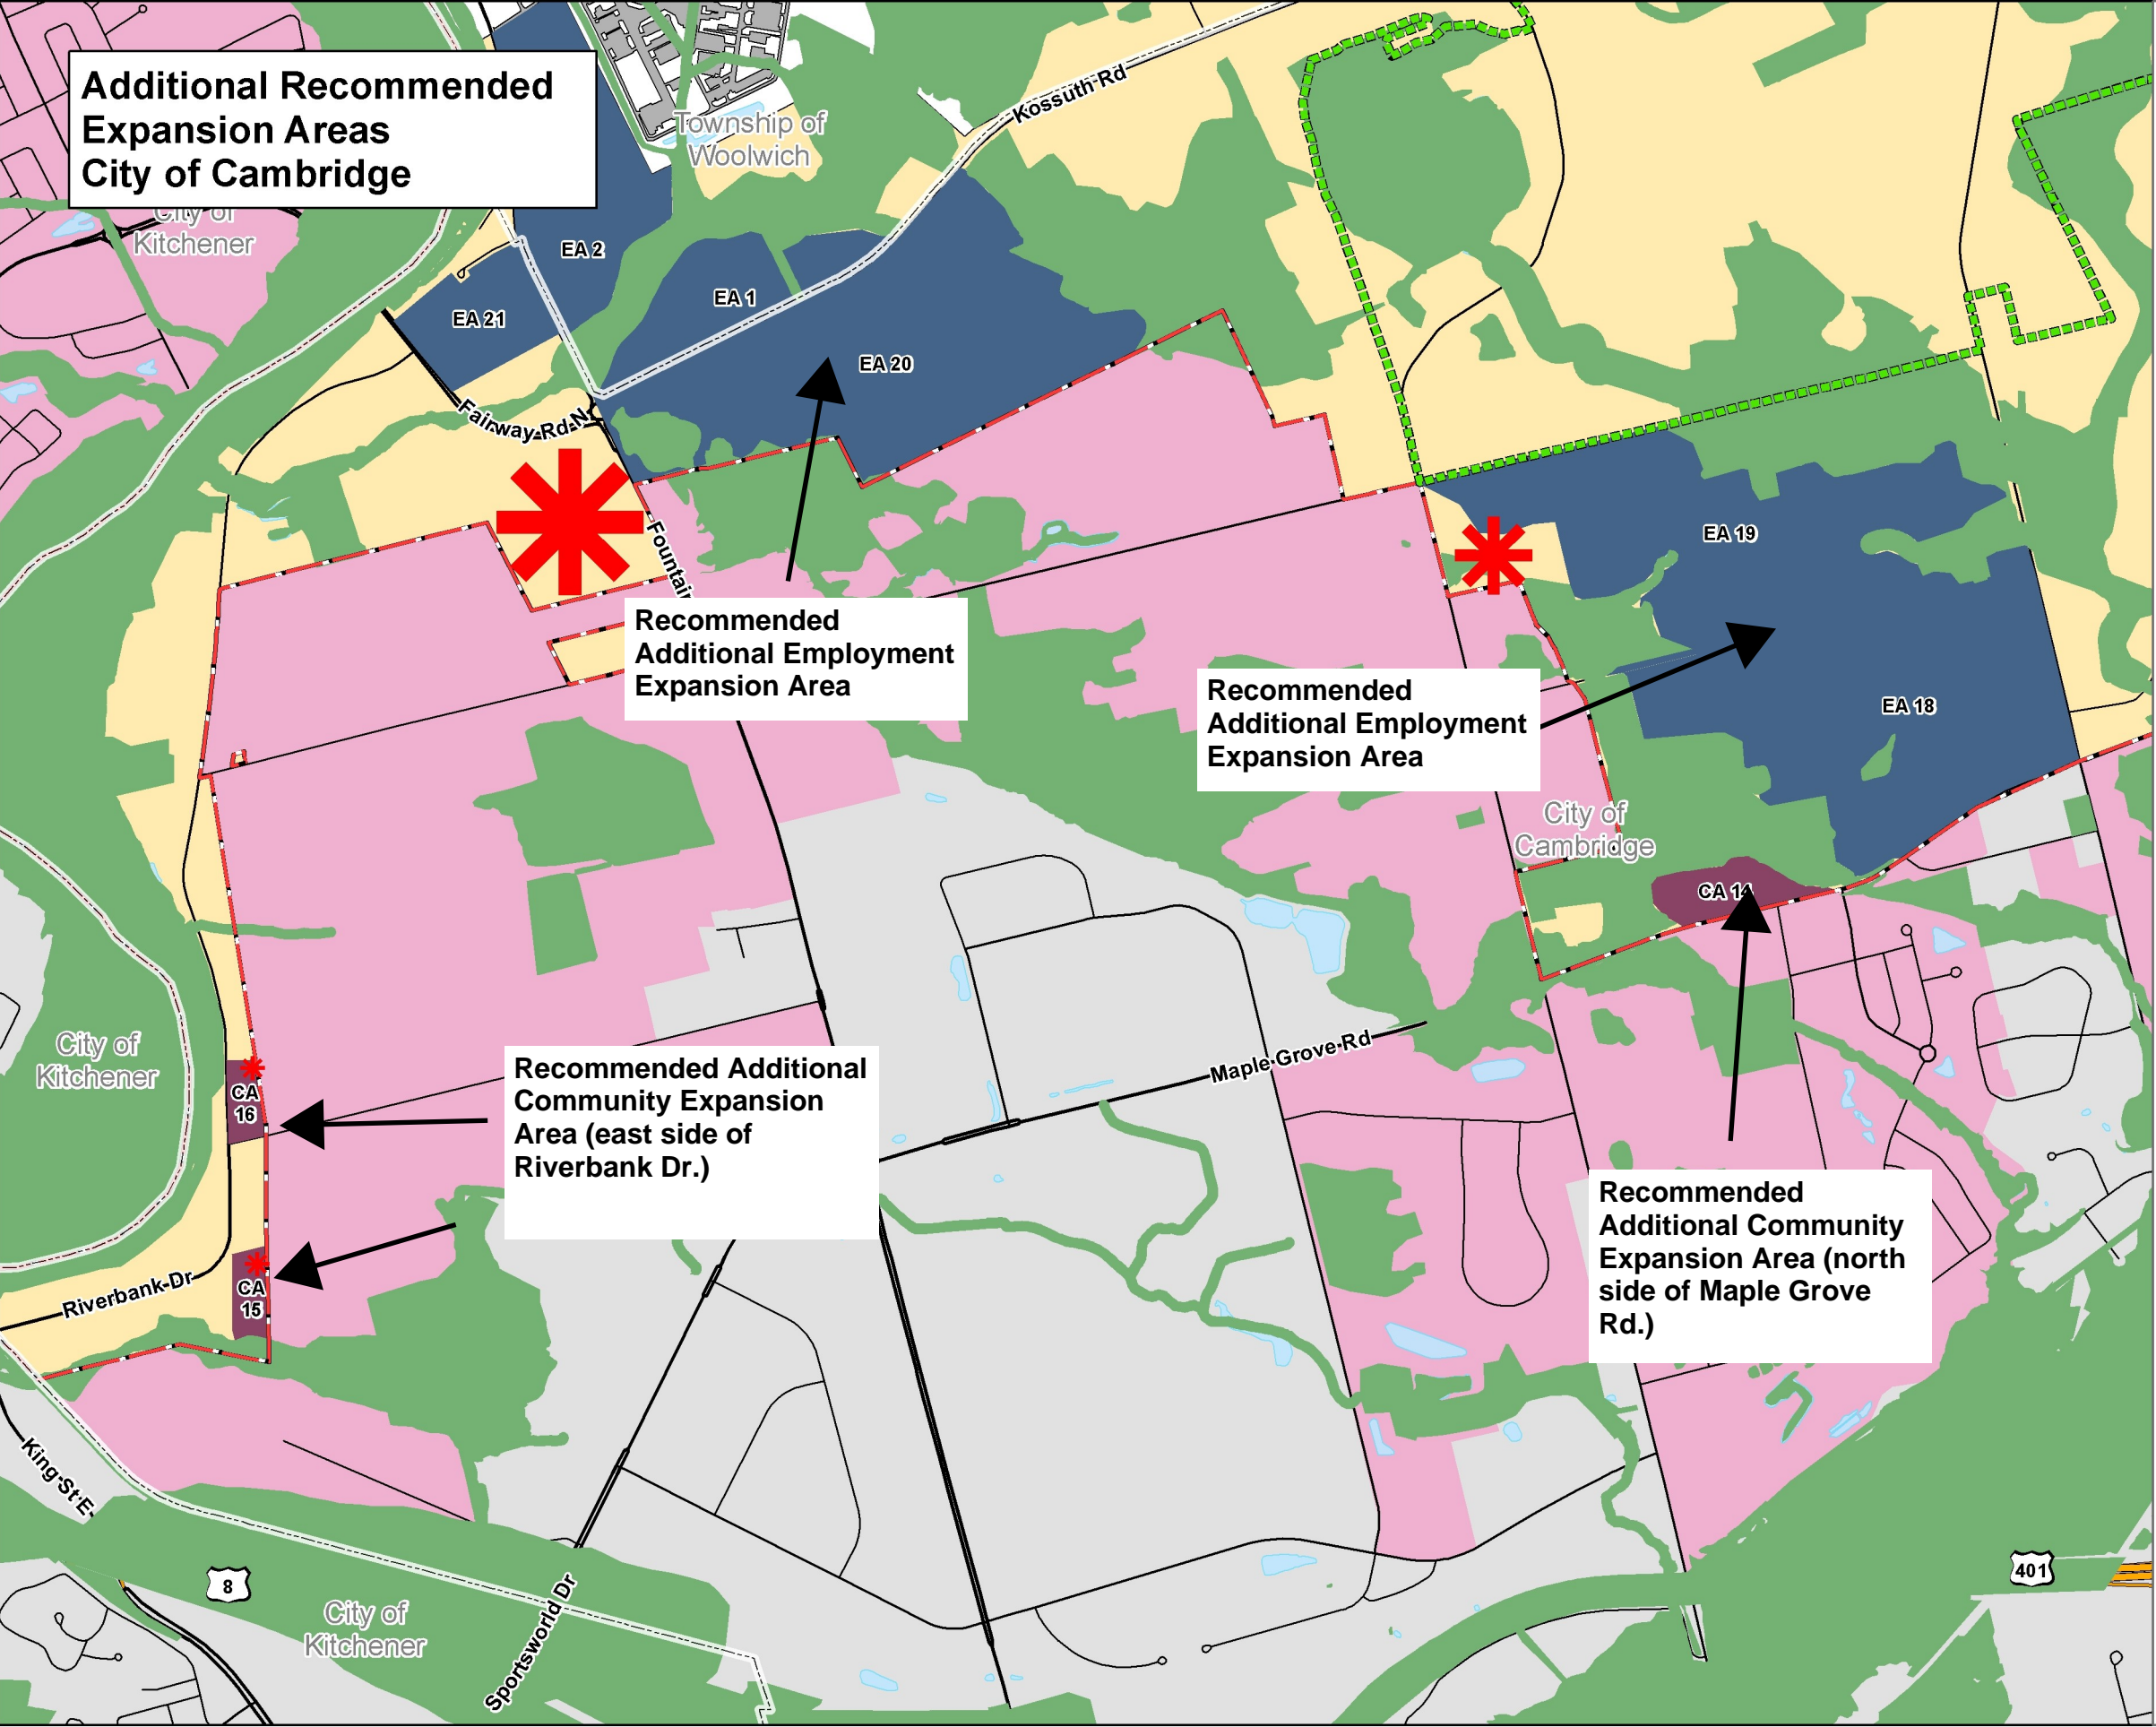 Additional Recommended
Expansion Areas
City of Cambridge
City of
Kitchener
Township of
Woolwich
Kossuth Rd
EA 2
EA 1
EA 21
EA 20
Fairway Rd N
EA 19
Recommended
Additional Employment
Expansion Area
Recommended
Additional Employment
Expansion Area
EA 18
City of
Cambridge
CA 14
City of
Kitchener
CA
16
Recommended Additional
Community Expansion
Area (east side of
Riverbank Dr.)
Maple Grove Rd
Recommended
Additional Community
Expansion Area (north
side of Maple Grove
Rd.)
Riverbank Dr
CA
15
King St E
8
City of
Kitchener
Sportsworld Dr
401